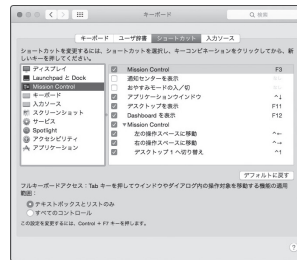 キーボード
検索
キーボード ユーザ辞書 ショートカット 入力ソース
ショートカットを変更するには、ショートカットを選択し、キーコンビネーションをクリックしてから、新しいキーを押してください。
ディスプレイ
Launchpad と Dock
Mission Control
キーボード
入力ソース
スクリーンショット
サービス
Spotlight
アクセシビリティ
アプリケーション
Mission Control F3
通知センターを表示
おやすみモードの入／切
アプリケーションウインドウ ^↓
デスクトップを表示 F11
Dashboard を表示 F12
▼Mission Control
左の操作スペースに移動 ^←
右の操作スペースに移動 ^→
デスクトップ 1 へ切り替え ^1
デフォルトに戻す
フルキーボードアクセス：Tab キーを押してウインドウやダイアログ内の操作対象を移動する機能の適用
範囲：
テキストボックスとリストのみ
すべてのコントロール
この設定を変更するには、Control + F7 キーを押します。
?